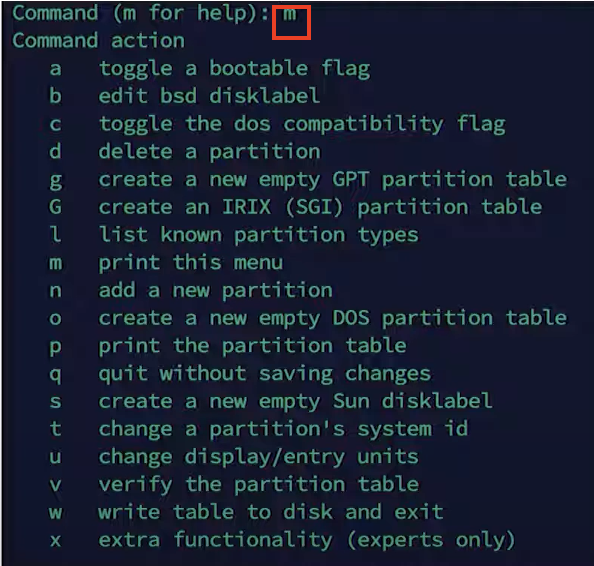 Command (m for help): m
Command action
a toggle a bootable flag
b edit bsd disklabel
c toggle the dos compatibility flag
d delete a partition
g create a new empty GPT partition table
G create an IRIX (SGI) partition table
l list known partition types
m print this menu
n add a new partition
o create a new empty DOS partition table
p print the partition table
q quit without saving changes
s create a new empty Sun disklabel
t change a partition's system id
u change display/entry units
v verify the partition table
w write table to disk and exit
x extra functionality (experts only)